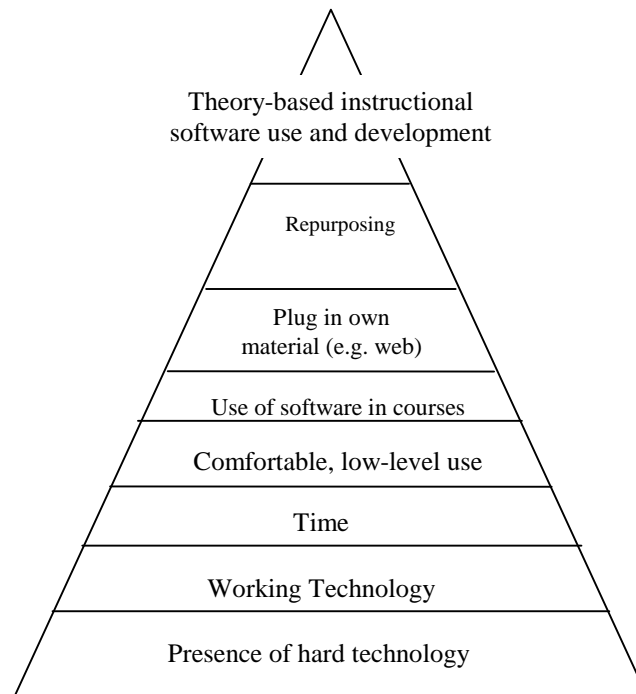 Theory-based instructional
software use and development
Repurposing
Plug in own
material (e.g. web)
Use of software in courses
Comfortable, low-level use
Time
Working Technology
Presence of hard technology